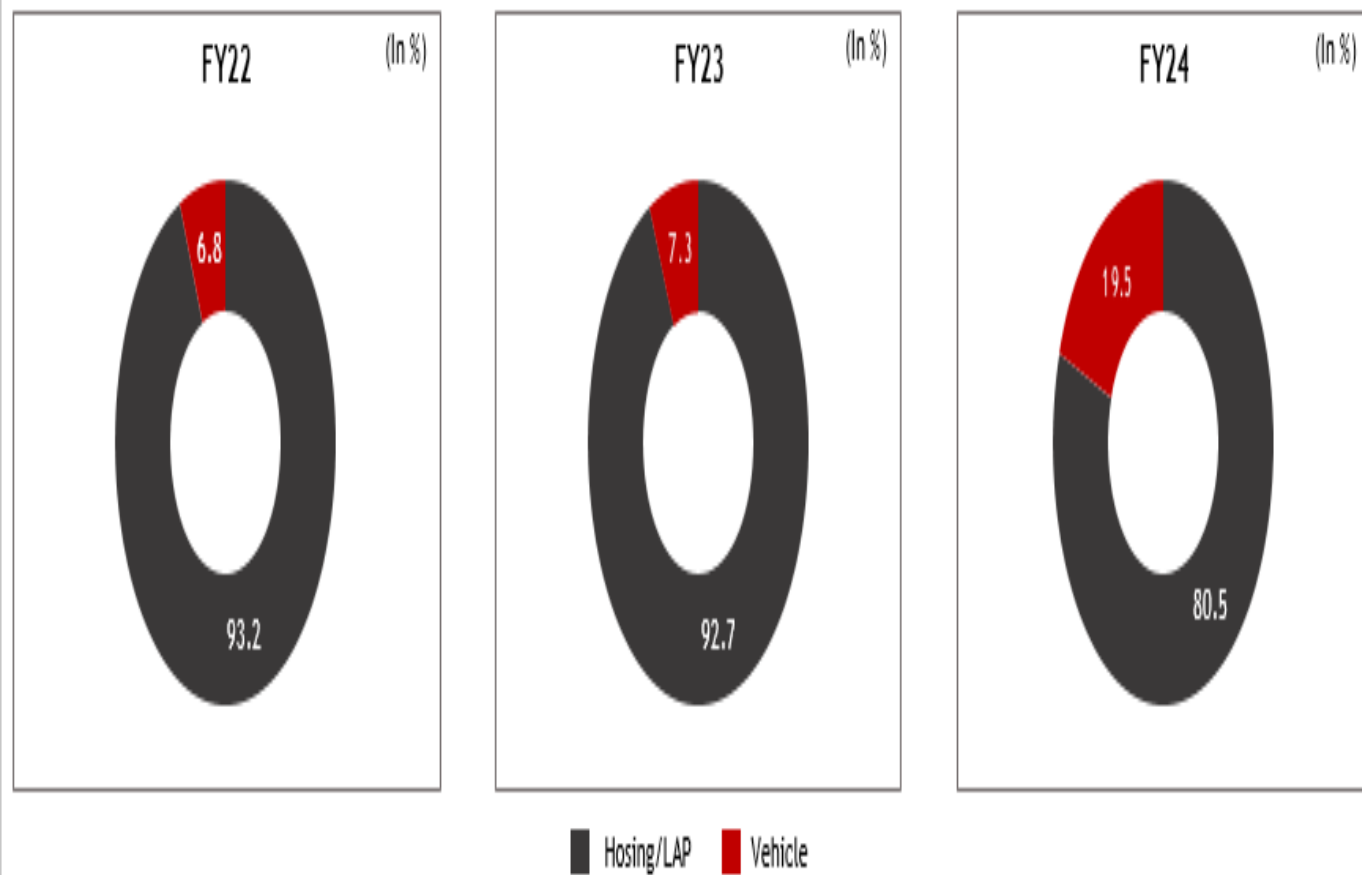 FY22
(In %)
6.8
93.2
FY23
(In %)
7.3
92.7
FY24
(In %)
19.5
80.5
Hosing/LAP
Vehicle